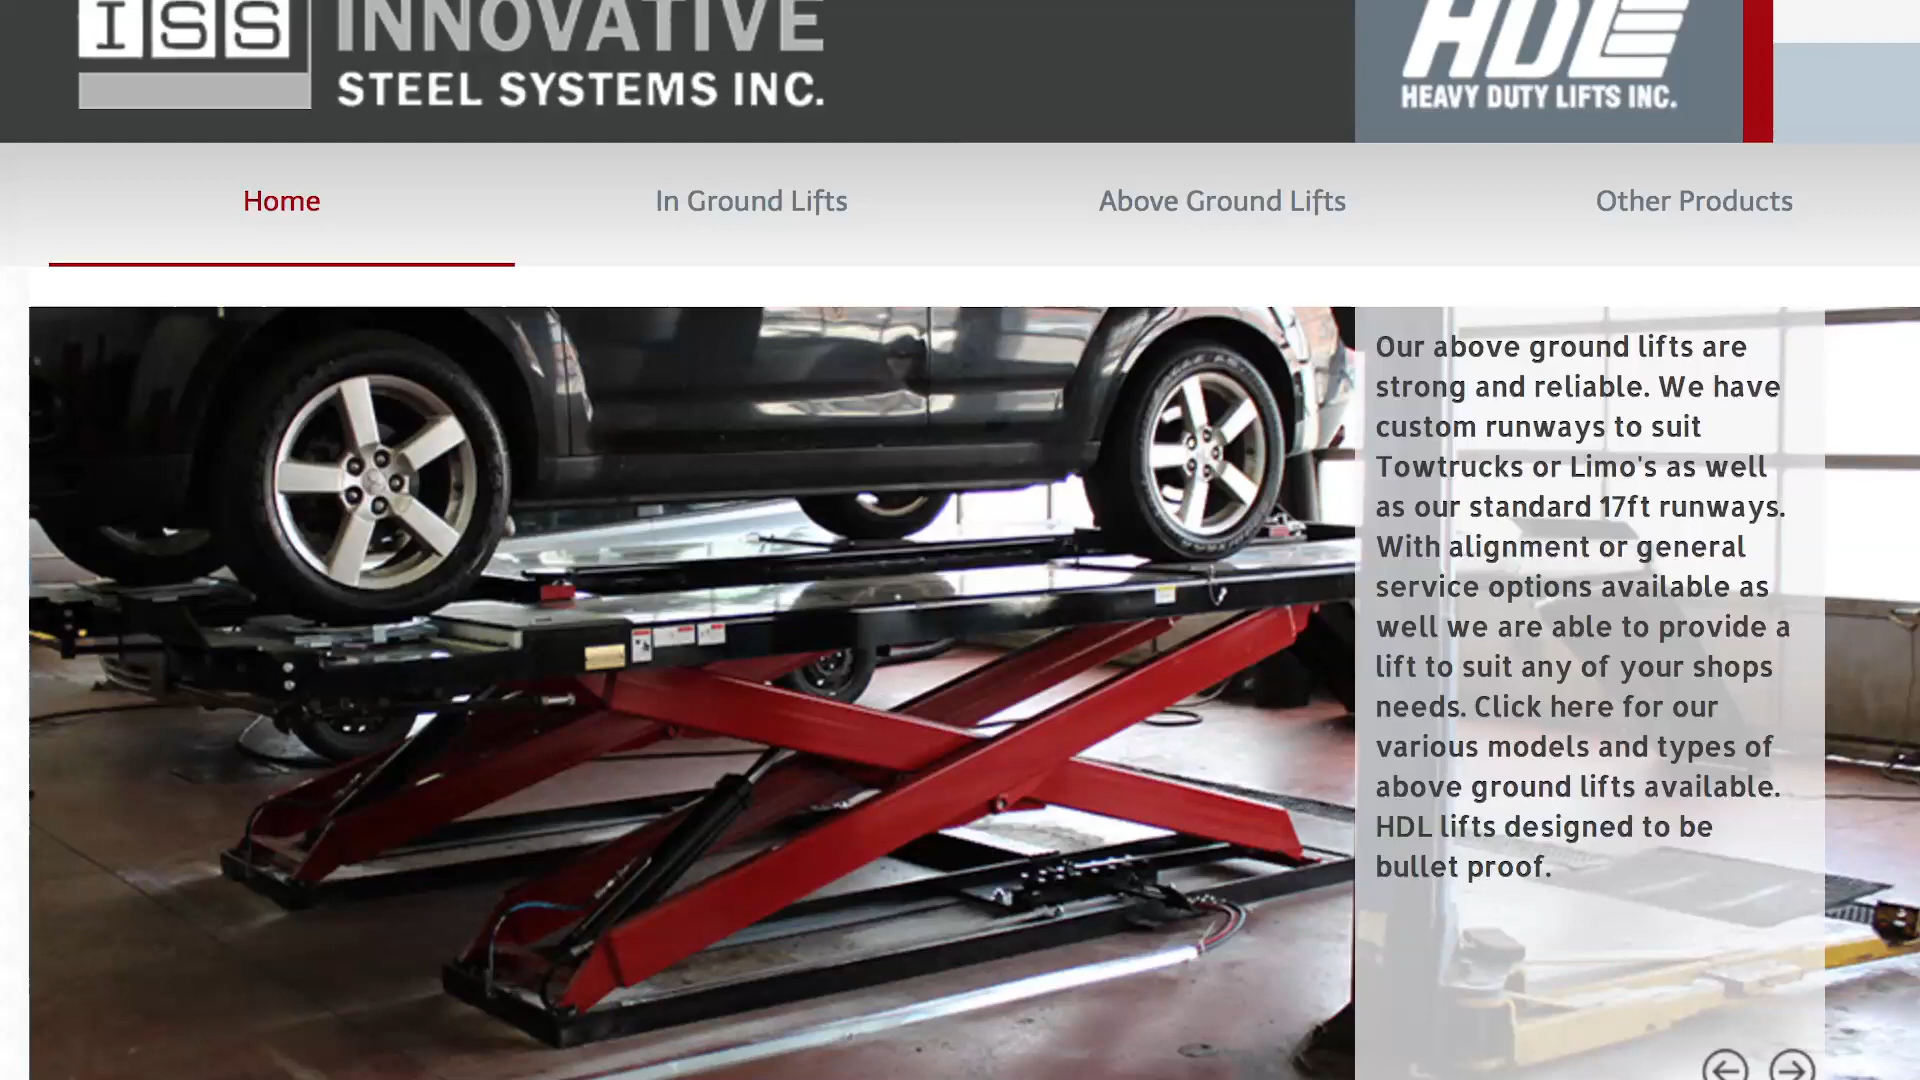 ISS
INNOVATIVE
STEEL SYSTEMS INC.
HDL
HEAVY DUTY LIFTS INC.
Home
In Ground Lifts
Above Ground Lifts
Other Products
Our above ground lifts are
strong and reliable. We have
custom runways to suit
Towtrucks or Limo's as well
as our standard 17ft runways.
With alignment or general
service options available as
well we are able to provide a
lift to suit any of your shops
needs. Click here for our
various models and types of
above ground lifts available.
HDL lifts designed to be
bullet proof.